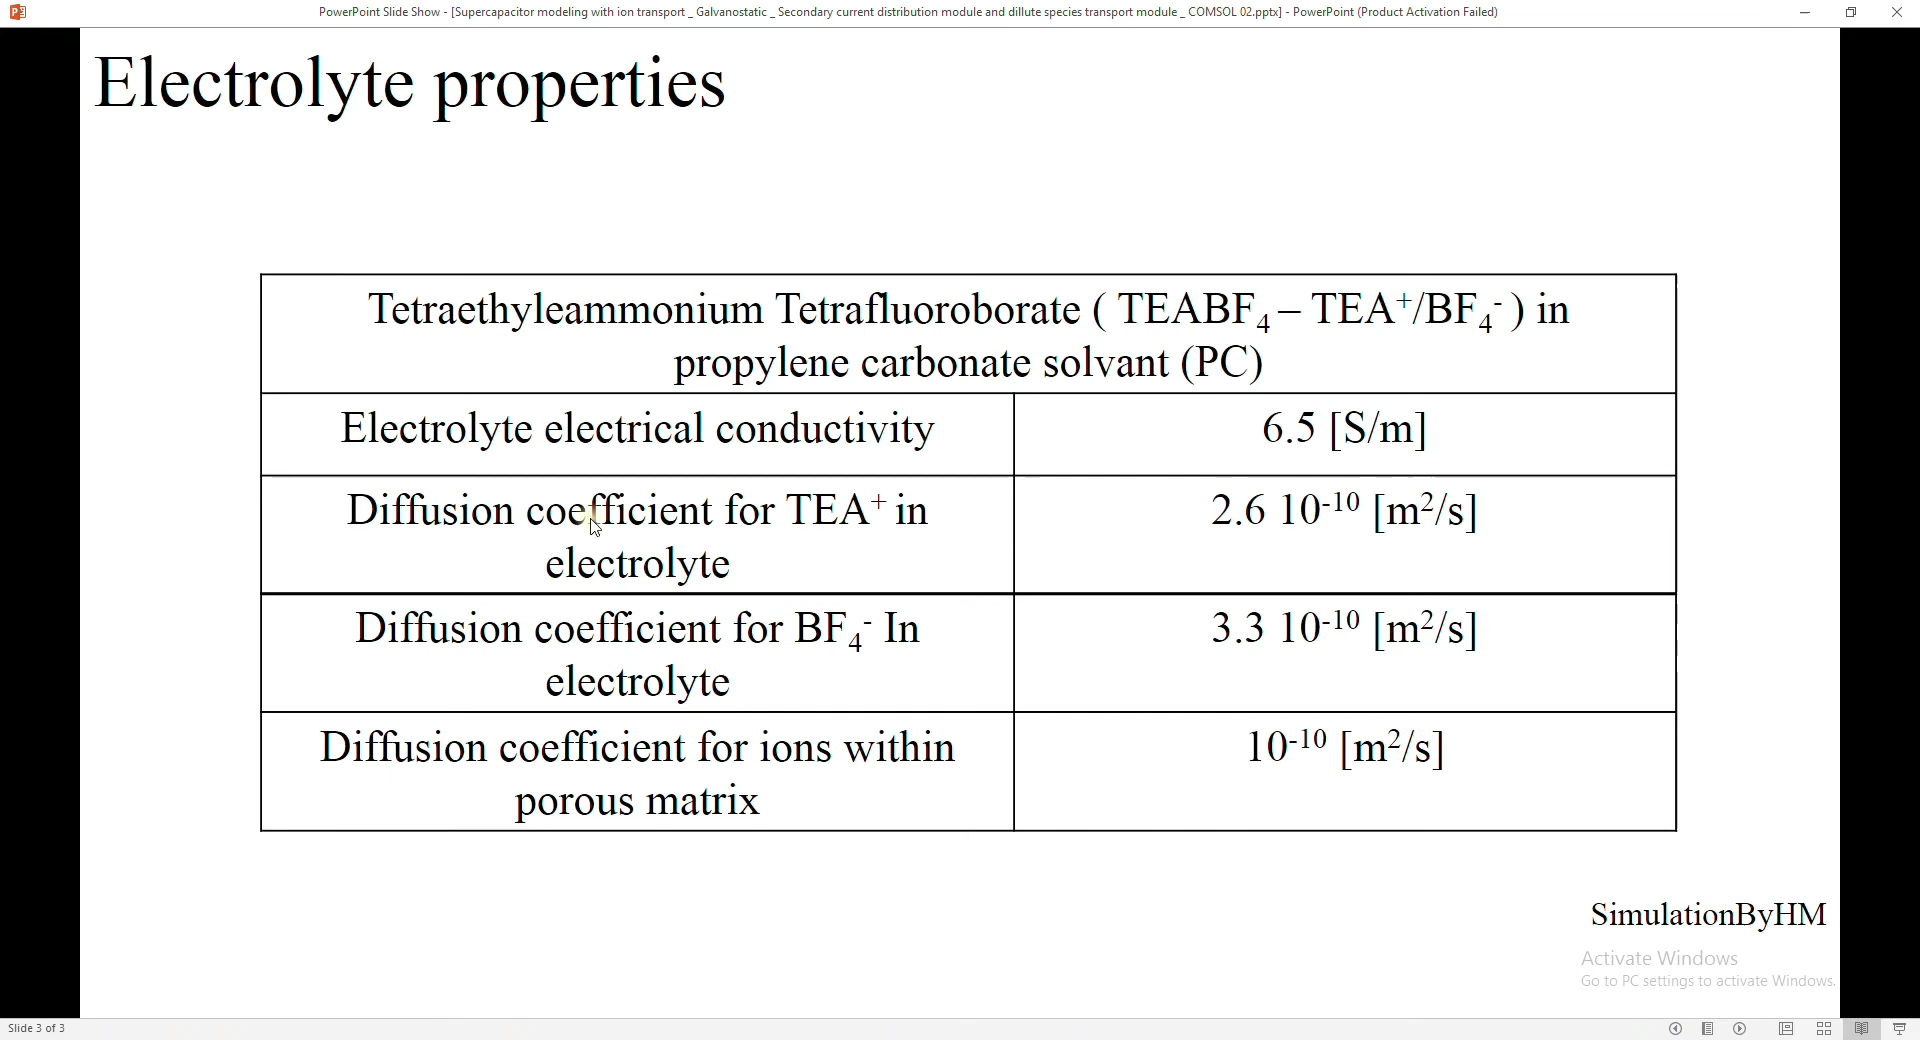 PowerPoint Slide Show - [Supercapacitor modeling with ion transport _ Galvanostatic _ Secondary current distribution module and dillute species transport module _ COMSOL 02.pptx] - PowerPoint (Product Activation Failed)
Electrolyte properties
Tetraethyleammonium Tetrafluoroborate ( TEABF₄ – TEA⁺/BF₄⁻ ) in
propylene carbonate solvant (PC)
Electrolyte electrical conductivity
6.5 [S/m]
Diffusion coefficient for TEA⁺ in
electrolyte
2.6 10⁻¹⁰ [m²/s]
Diffusion coefficient for BF₄⁻ In
electrolyte
3.3 10⁻¹⁰ [m²/s]
Diffusion coefficient for ions within
porous matrix
10⁻¹⁰ [m²/s]
SimulationByHM
Activate Windows
Go to PC settings to activate Windows.
Slide 3 of 3